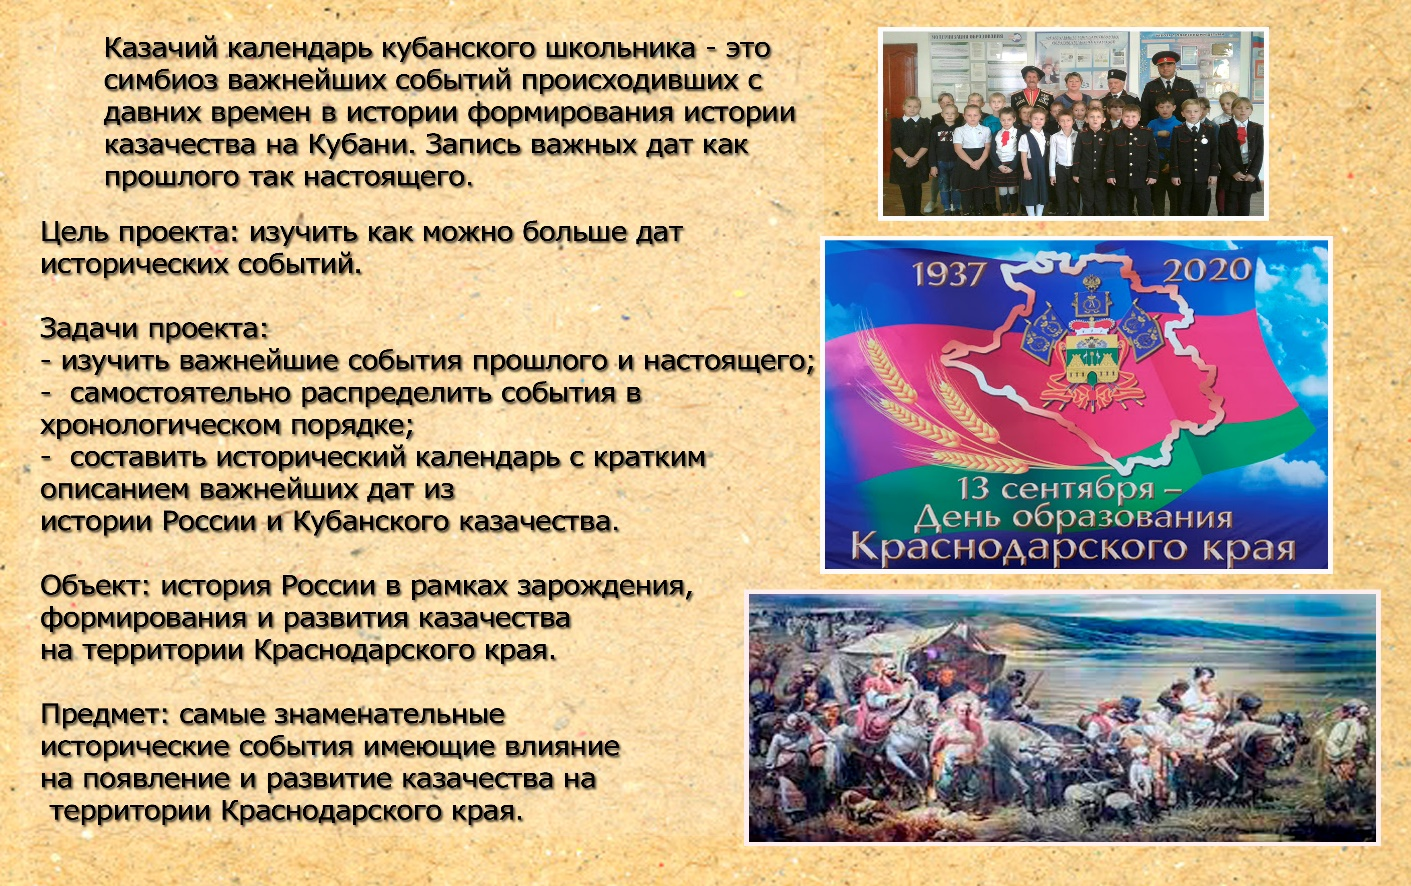 Казачий календарь кубанского школьника - это
симбиоз важнейших событий происходивших с
давних времен в истории формирования истории
казачества на Кубани. Запись важных дат как
прошлого так настоящего.
Цель проекта: изучить как можно больше дат
исторических событий.
Задачи проекта:
- изучить важнейшие события прошлого и настоящего;
- самостоятельно распределить события в
хронологическом порядке;
- составить исторический календарь с кратким
описанием важнейших дат из
истории России и Кубанского казачества.
Объект: история России в рамках зарождения,
формирования и развития казачества
на территории Краснодарского края.
Предмет: самые знаменательные
исторические события имеющие влияние
на появление и развитие казачества на
территории Краснодарского края.
1937 2020
13 сентября –
День образования
Краснодарского края